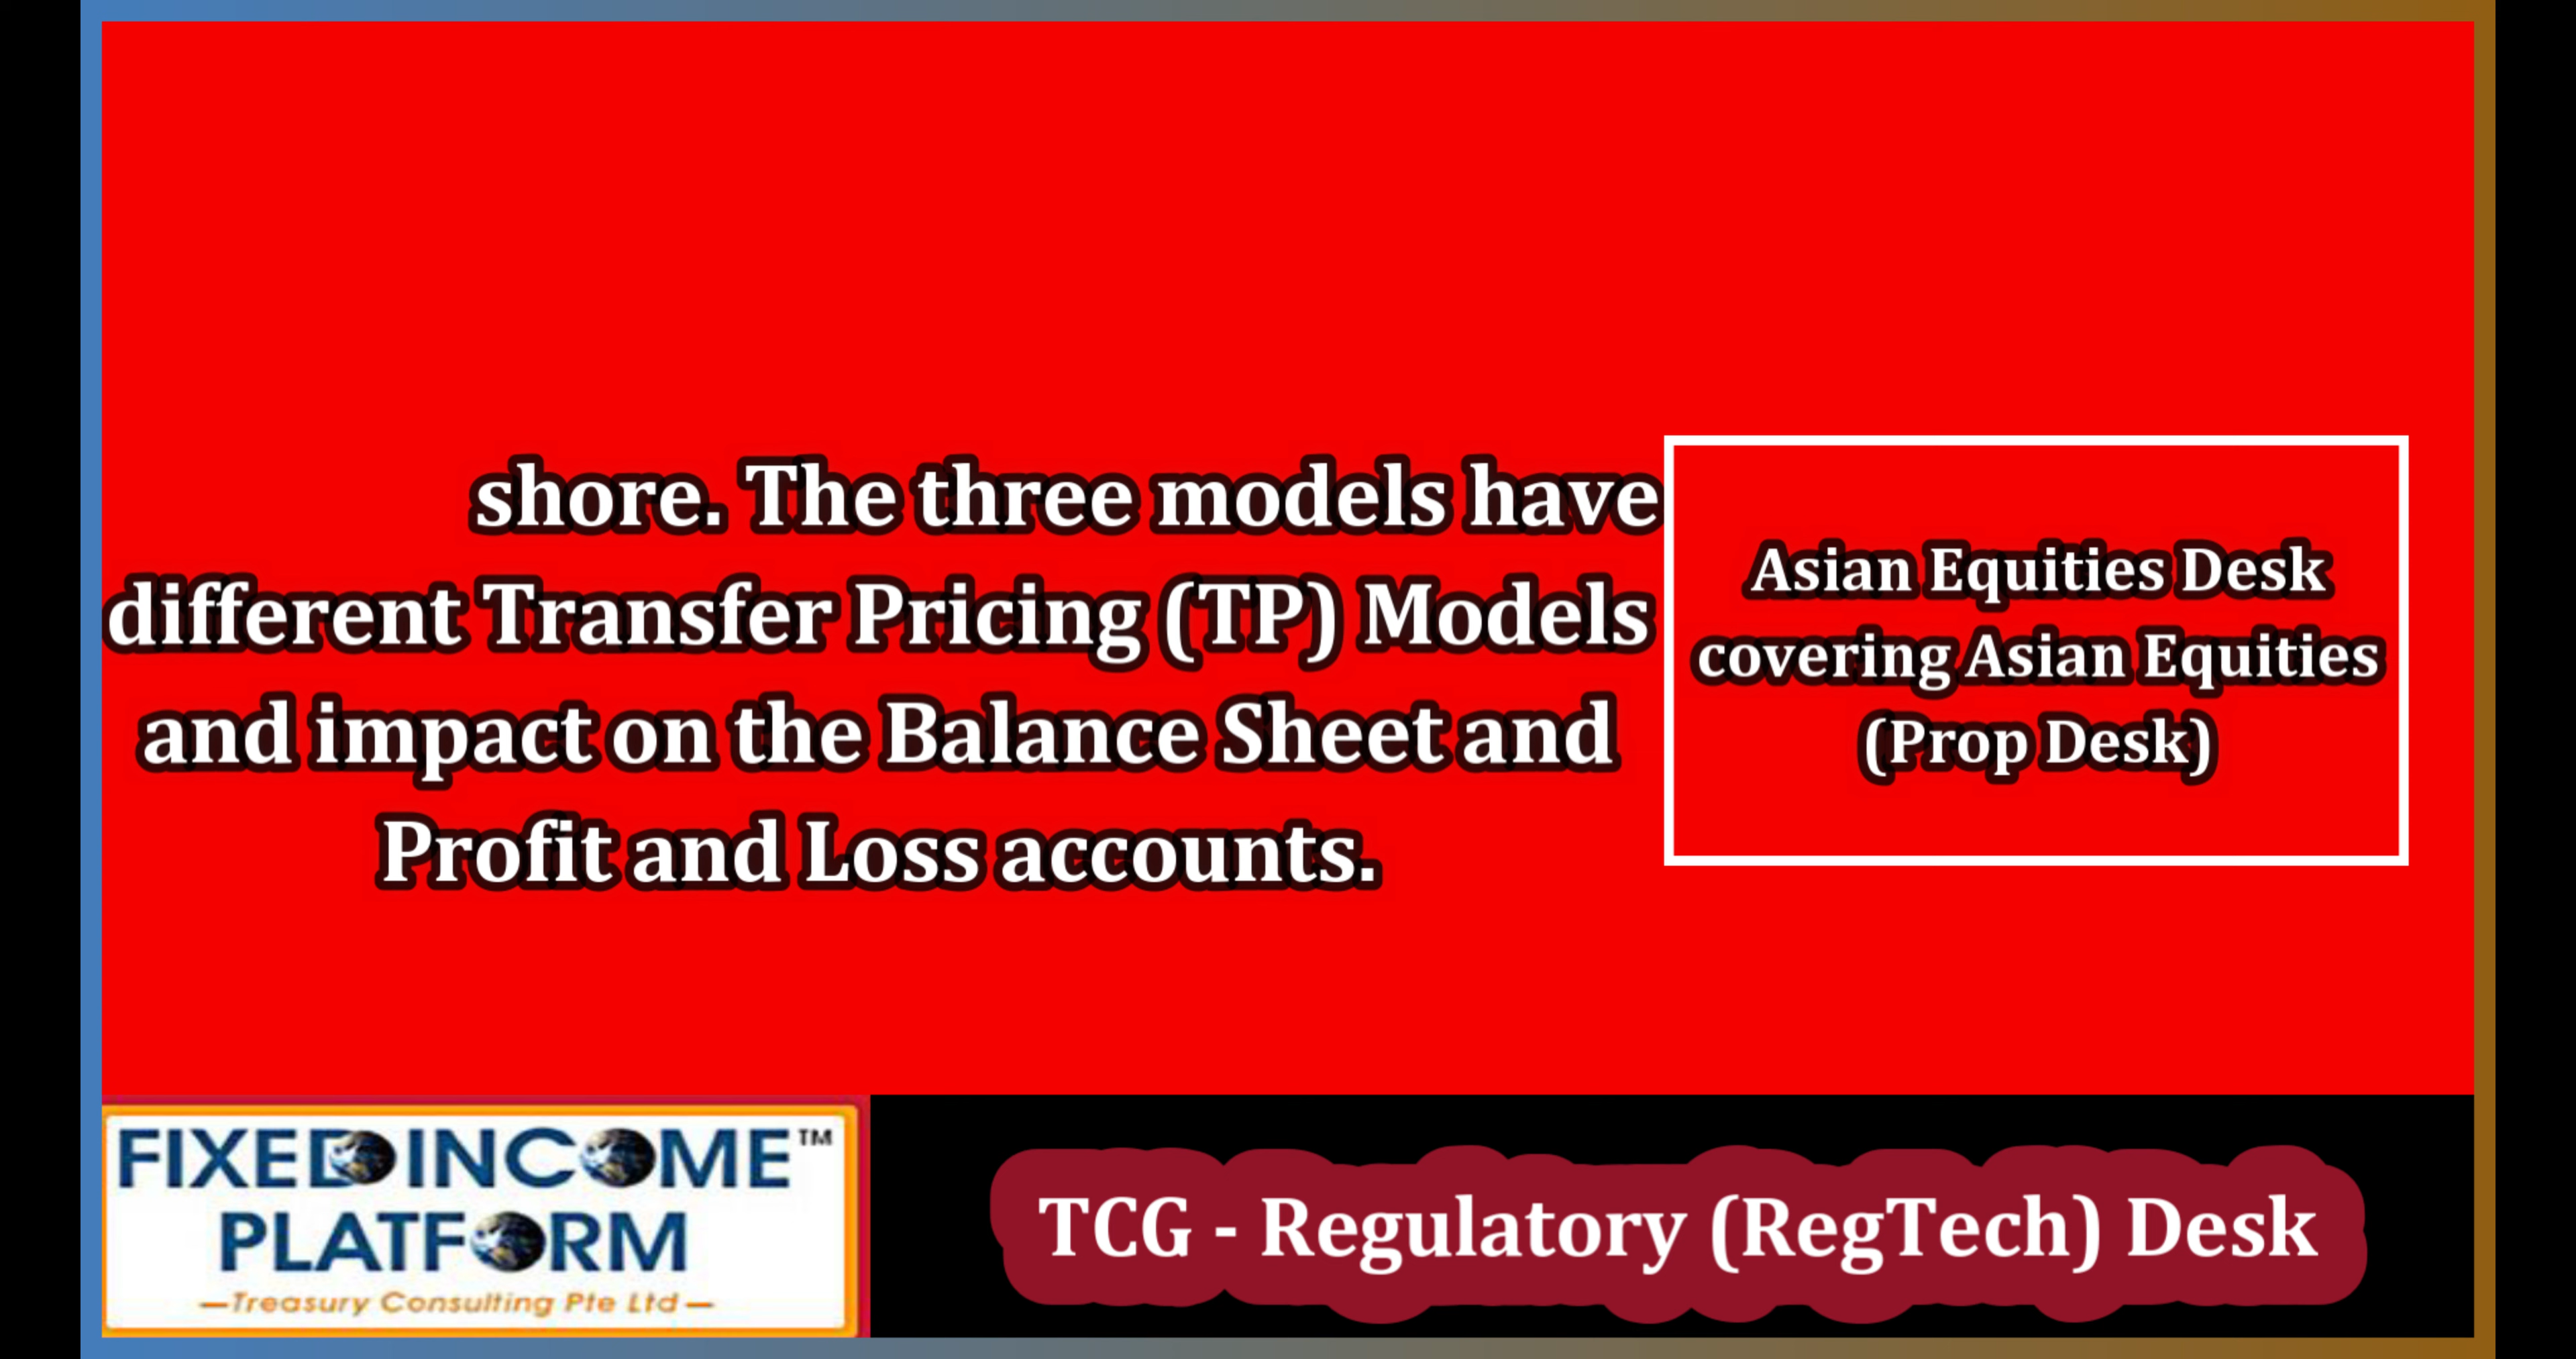 shore. The three models have
different Transfer Pricing (TP) Models
and impact on the Balance Sheet and
Profit and Loss accounts.
Asian Equities Desk
covering Asian Equities
(Prop Desk)
FIXED INCOME™
PLATFORM
—Treasury Consulting Pte Ltd—
TCG - Regulatory (RegTech) Desk